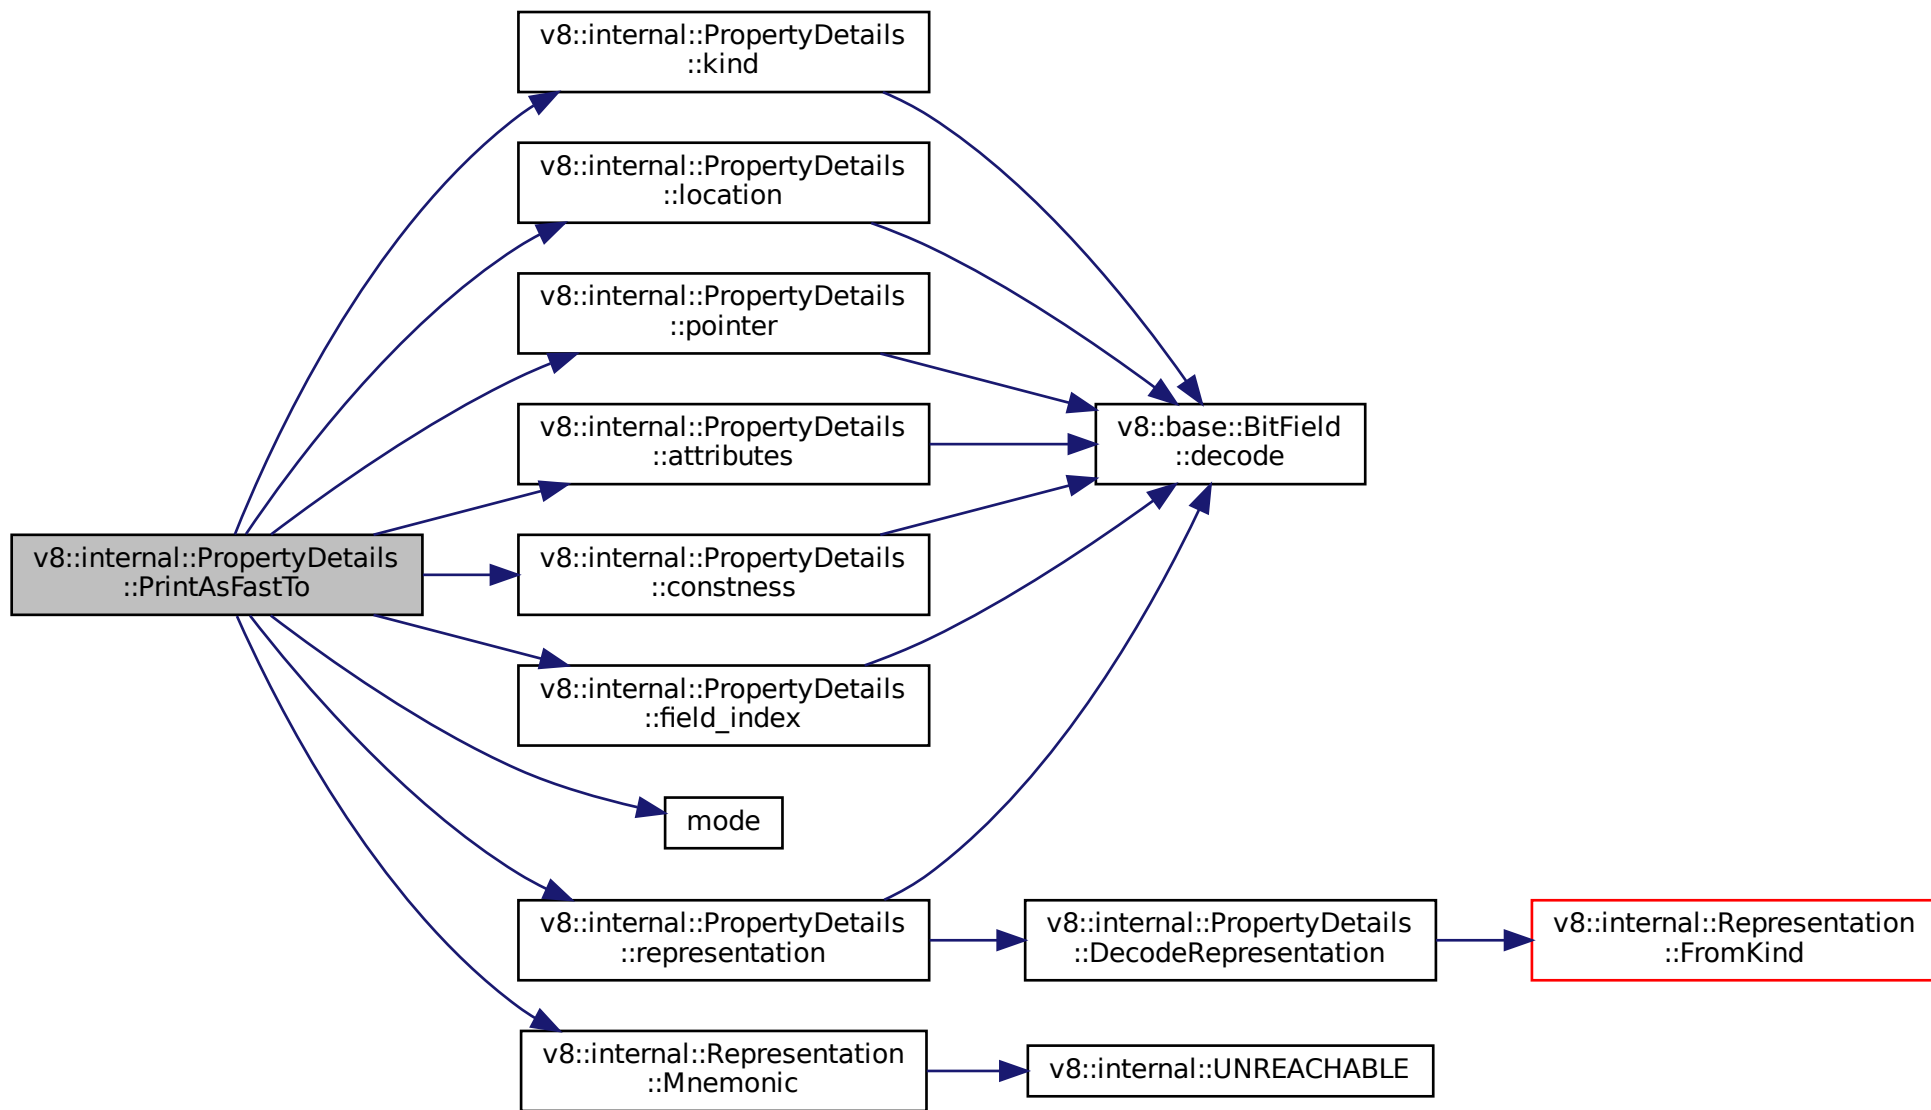 v8::internal::PropertyDetails
::PrintAsFastTo
v8::internal::PropertyDetails
::kind
v8::internal::PropertyDetails
::location
v8::internal::PropertyDetails
::pointer
v8::internal::PropertyDetails
::attributes
v8::internal::PropertyDetails
::constness
v8::internal::PropertyDetails
::field_index
mode
v8::internal::PropertyDetails
::representation
v8::internal::Representation
::Mnemonic
v8::base::BitField
::decode
v8::internal::PropertyDetails
::DecodeRepresentation
v8::internal::UNREACHABLE
v8::internal::Representation
::FromKind